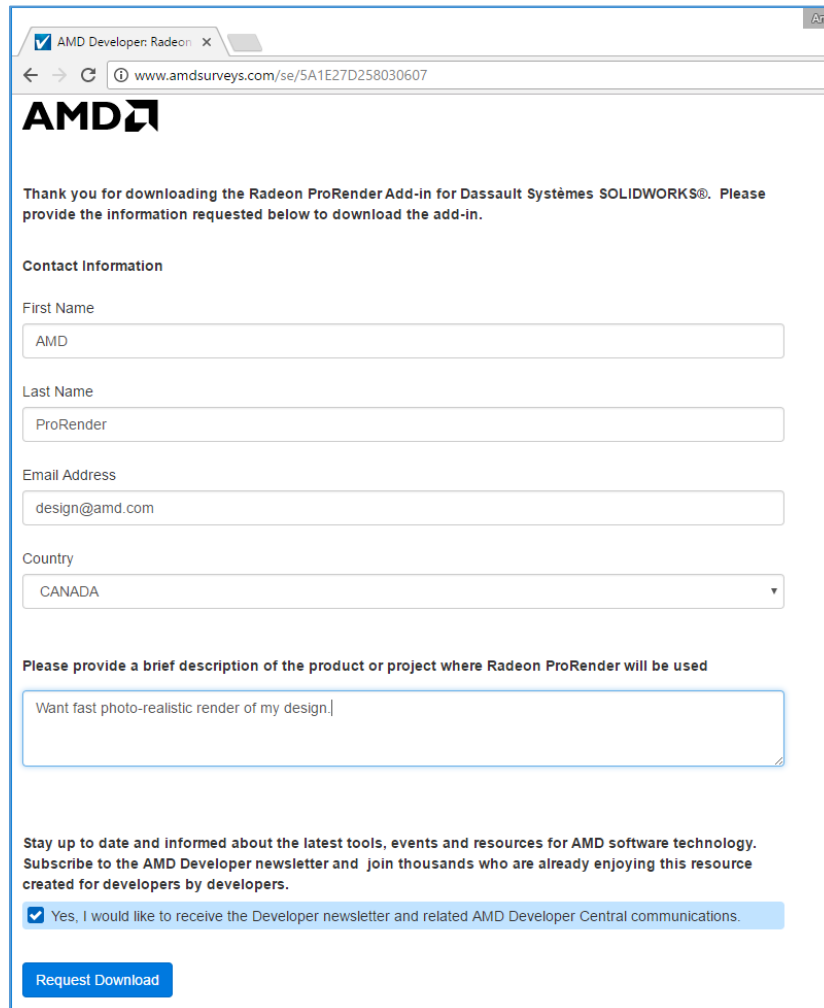 AMD Developer: Radeon
www.amdsurveys.com/se/5A1E27D258030607
AMD
Thank you for downloading the Radeon ProRender Add-in for Dassault Systèmes SOLIDWORKS®. Please
provide the information requested below to download the add-in.
Contact Information
First Name
AMD
Last Name
ProRender
Email Address
design@amd.com
Country
CANADA
Please provide a brief description of the product or project where Radeon ProRender will be used
Want fast photo-realistic render of my design.
Stay up to date and informed about the latest tools, events and resources for AMD software technology.
Subscribe to the AMD Developer newsletter and join thousands who are already enjoying this resource
created for developers by developers.
Yes, I would like to receive the Developer newsletter and related AMD Developer Central communications.
Request Download